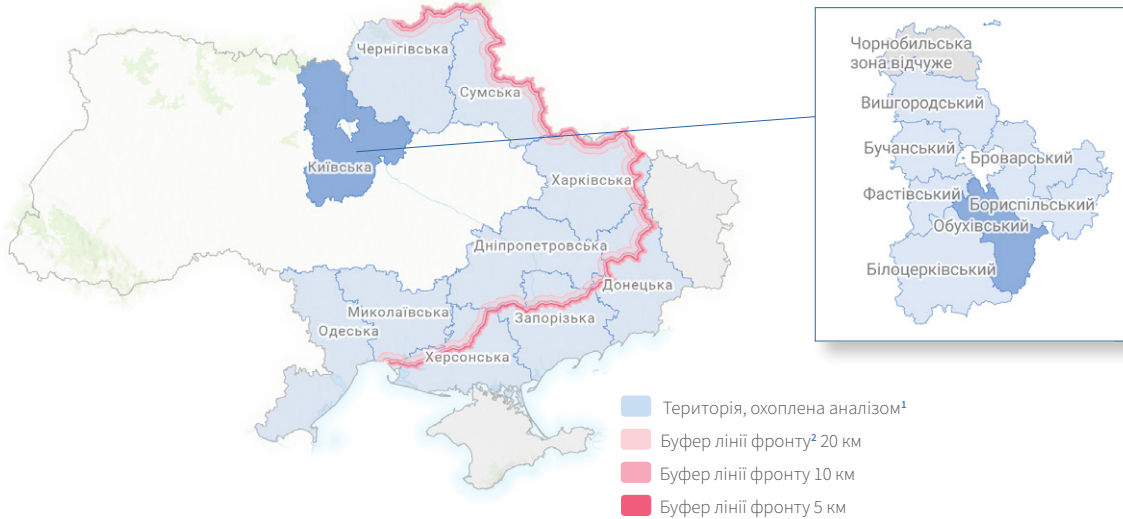 Чернігівська
Сумська
Київська
Харківська
Дніпропетровська
Донецька
Миколаївська
Запорізька
Одеська
Херсонська
Чорнобильська
зона відчуже
Вишгородський
Бучанський
Броварський
Фастівський
Бориспільський
Обухівський
Білоцерківський
Територія, охоплена аналізом¹
Буфер лінії фронту² 20 км
Буфер лінії фронту 10 км
Буфер лінії фронту 5 км